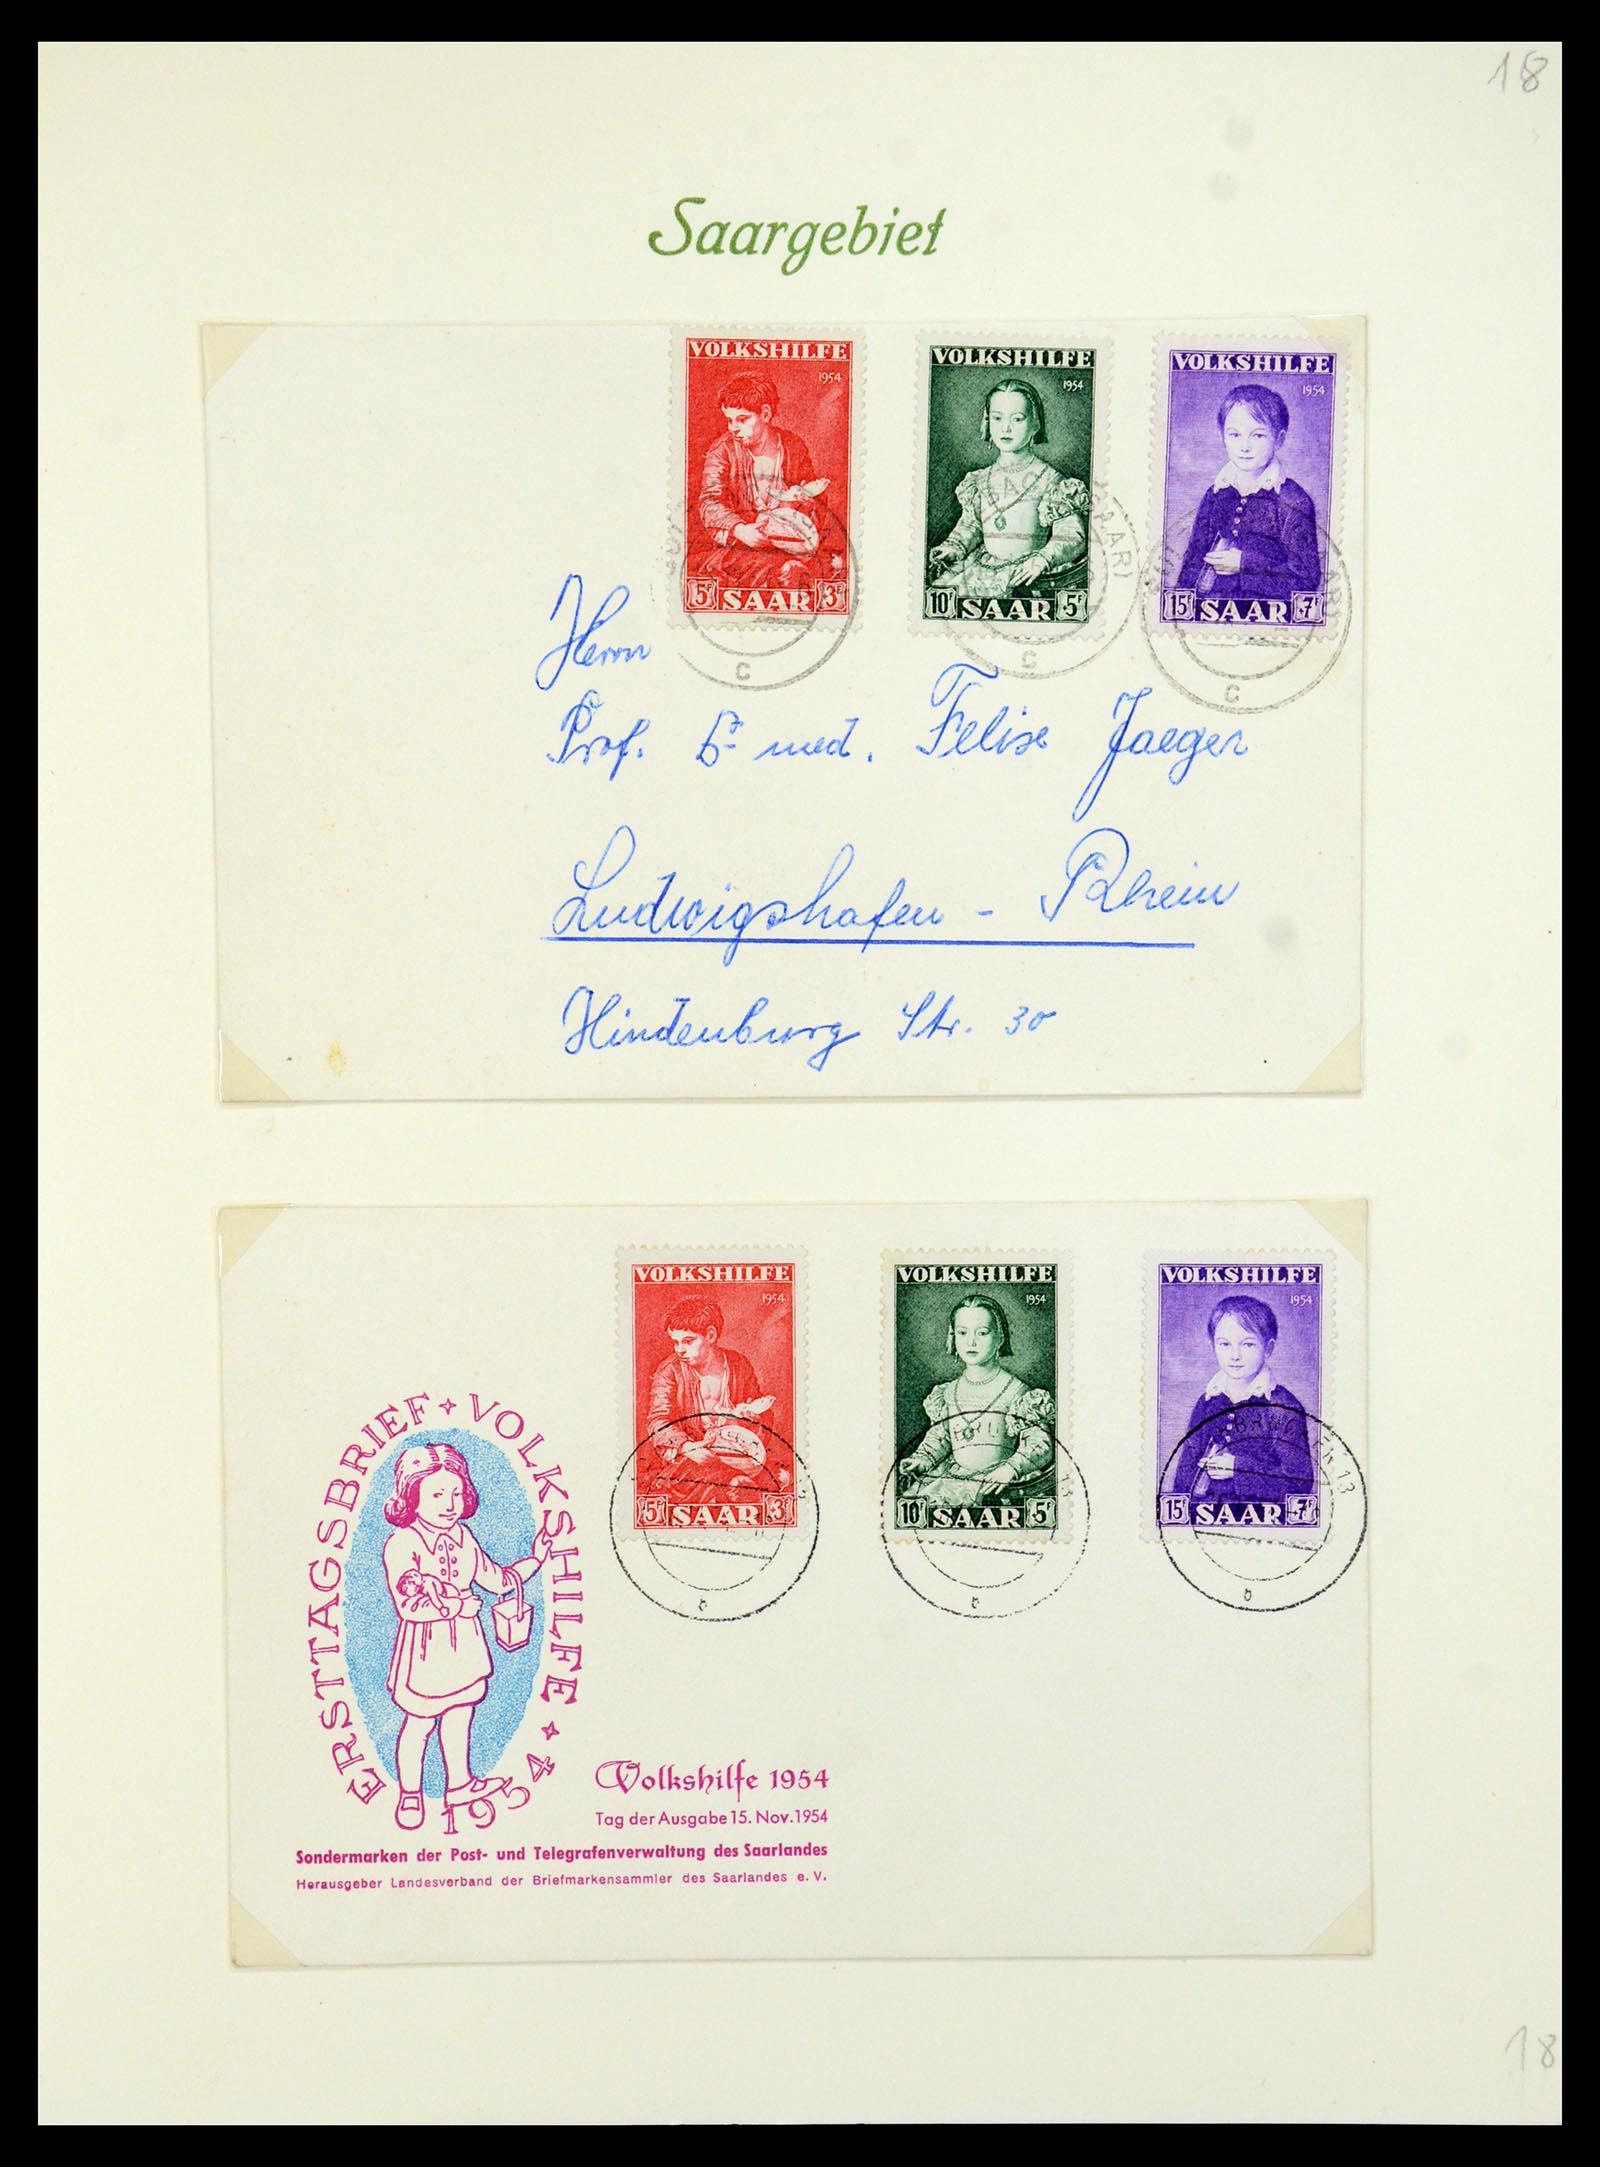 18
Saargebiet
VOLKSHILFE
1954
5F SAAR 3F
VOLKSHILFE
1954
10F SAAR 5F
VOLKSHILFE
1954
15F SAAR 7F
(SAAR)
C
C
C
Herrn
Prof. Dr med. Felix Jaeger
Ludwigshafen - Rhein
Hindenburg Str. 30
VOLKSHILFE
1954
5F SAAR 3F
VOLKSHILFE
1954
10F SAAR 5F
VOLKSHILFE
1954
15F SAAR 7F
b
b
b
ERSTTAGSBRIEF ✦ VOLKSHILFE ✦ 1954
Volkshilfe 1954
Tag der Ausgabe 15. Nov. 1954
Sondermarken der Post- und Telegrafenverwaltung des Saarlandes
Herausgeber Landesverband der Briefmarkensammler des Saarlandes e. V.
18